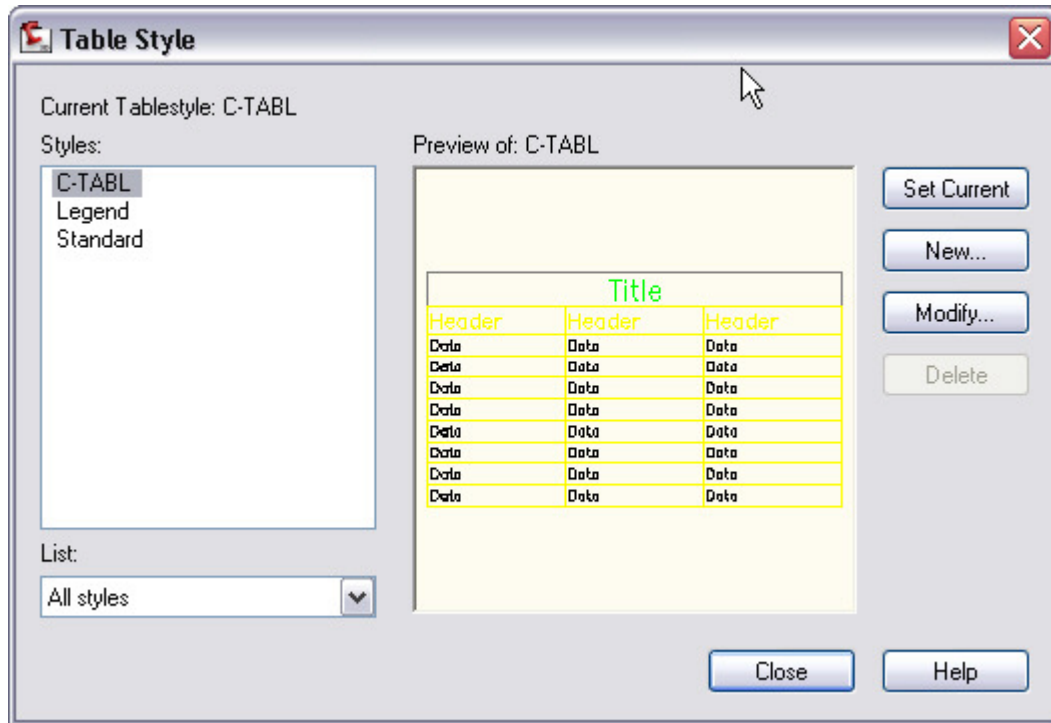 Table Style
Current Tablestyle: C-TABL
Styles:
C-TABL
Legend
Standard
List:
All styles
Preview of: C-TABL
Title
Header Header Header
Data Data Data
Data Data Data
Data Data Data
Data Data Data
Data Data Data
Data Data Data
Data Data Data
Data Data Data
Set Current
New...
Modify...
Delete
Close
Help